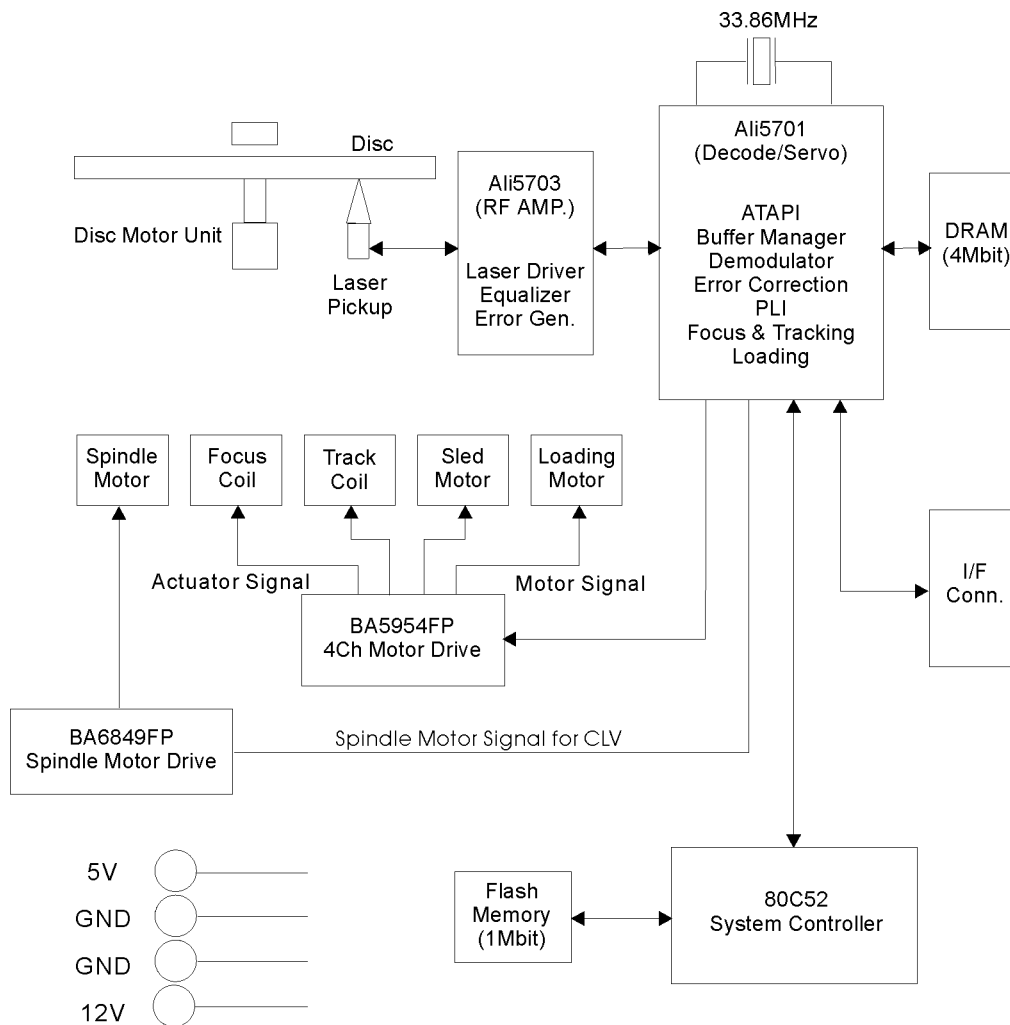 33.86MHz
Disc
Disc Motor Unit
Laser
Pickup
Ali5703
(RF AMP.)
Laser Driver
Equalizer
Error Gen.
Ali5701
(Decode/Servo)
ATAPI
Buffer Manager
Demodulator
Error Correction
PLI
Focus & Tracking
Loading
DRAM
(4Mbit)
Spindle
Motor
Focus
Coil
Track
Coil
Sled
Motor
Loading
Motor
Actuator Signal
Motor Signal
I/F
Conn.
BA5954FP
4Ch Motor Drive
BA6849FP
Spindle Motor Drive
Spindle Motor Signal for CLV
5V
GND
GND
12V
Flash
Memory
(1Mbit)
80C52
System Controller